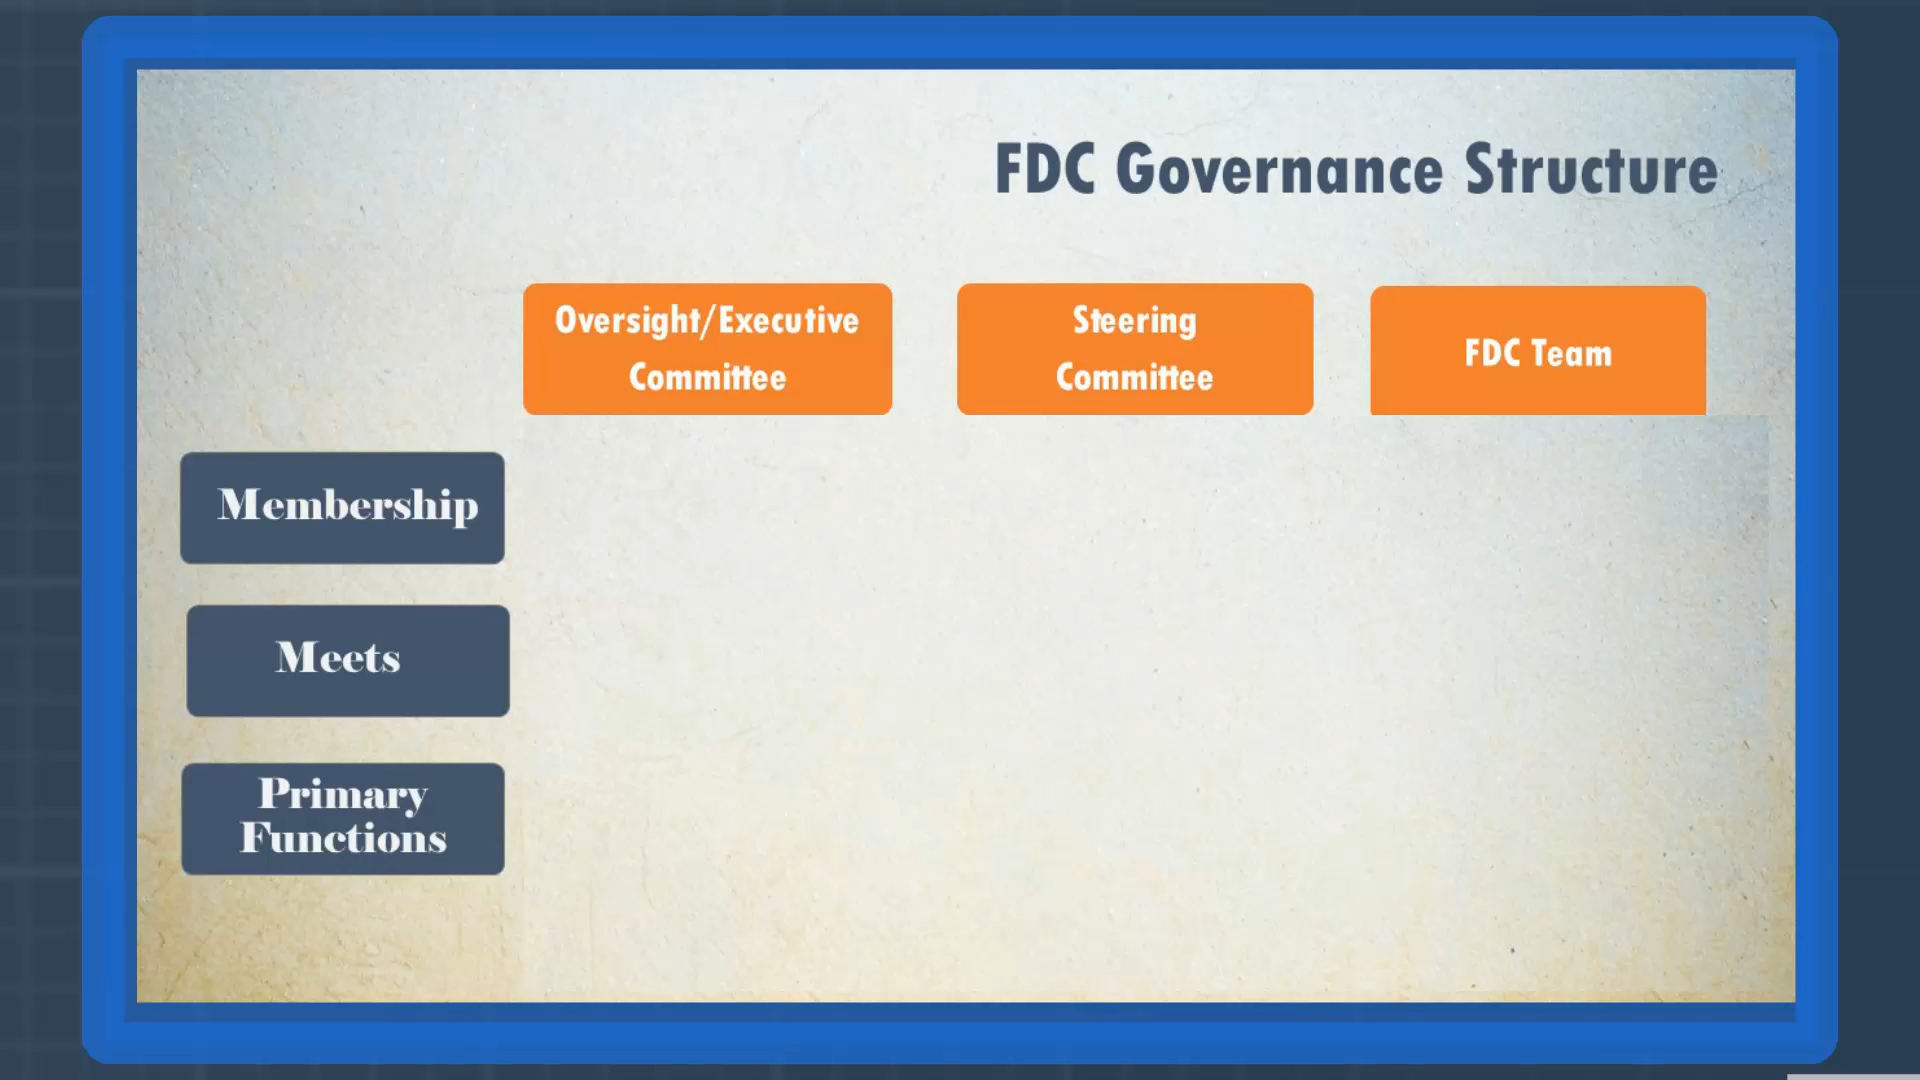 FDC Governance Structure
Oversight/Executive
Committee
Steering
Committee
FDC Team
Membership
Meets
Primary
Functions